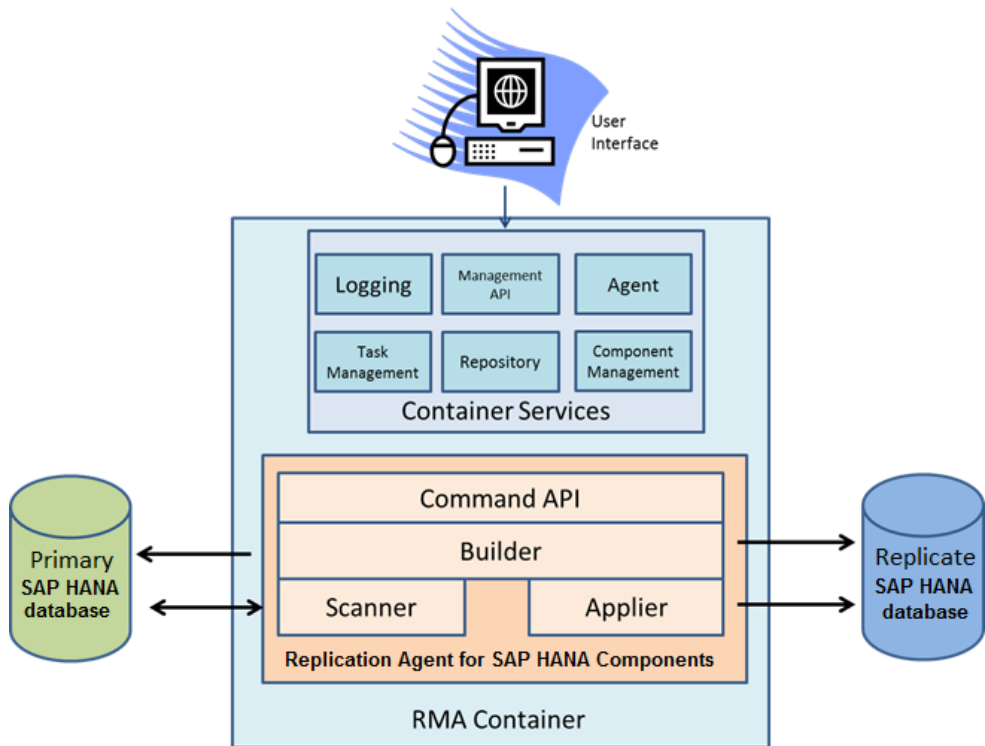 User
Interface
Logging
Management
API
Agent
Task
Management
Repository
Component
Management
Container Services
Command API
Builder
Scanner
Applier
Replication Agent for SAP HANA Components
RMA Container
Primary
SAP HANA
database
Replicate
SAP HANA
database